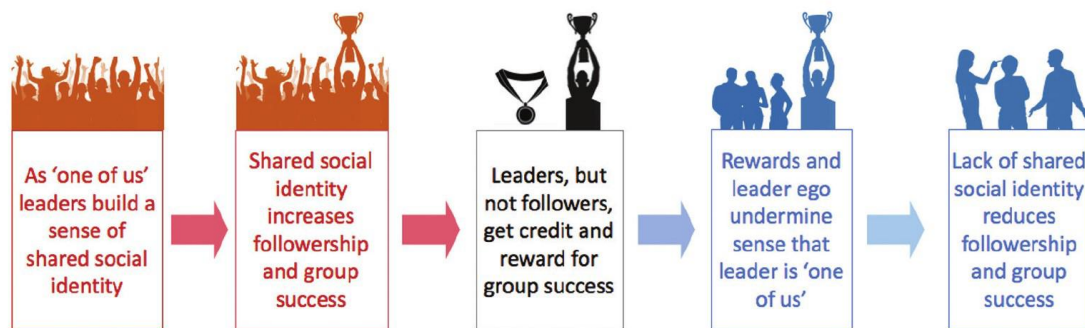 As ‘one of us’
leaders build a
sense of
shared social
identity
Shared social
identity
increases
followership
and group
success
Leaders, but
not followers,
get credit and
reward for
group success
Rewards and
leader ego
undermine
sense that
leader is ‘one
of us’
Lack of shared
social identity
reduces
followership
and group
success